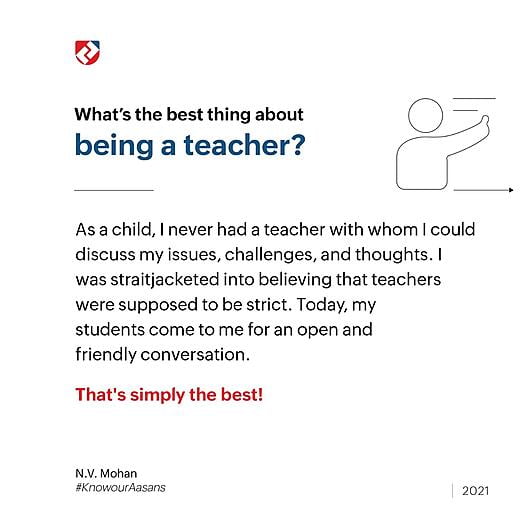 What's the best thing about
being a teacher?
As a child, I never had a teacher with whom I could
discuss my issues, challenges, and thoughts. I
was straitjacketed into believing that teachers
were supposed to be strict. Today, my
students come to me for an open and
friendly conversation.
That's simply the best!
N.V. Mohan
#KnowourAasans
2021